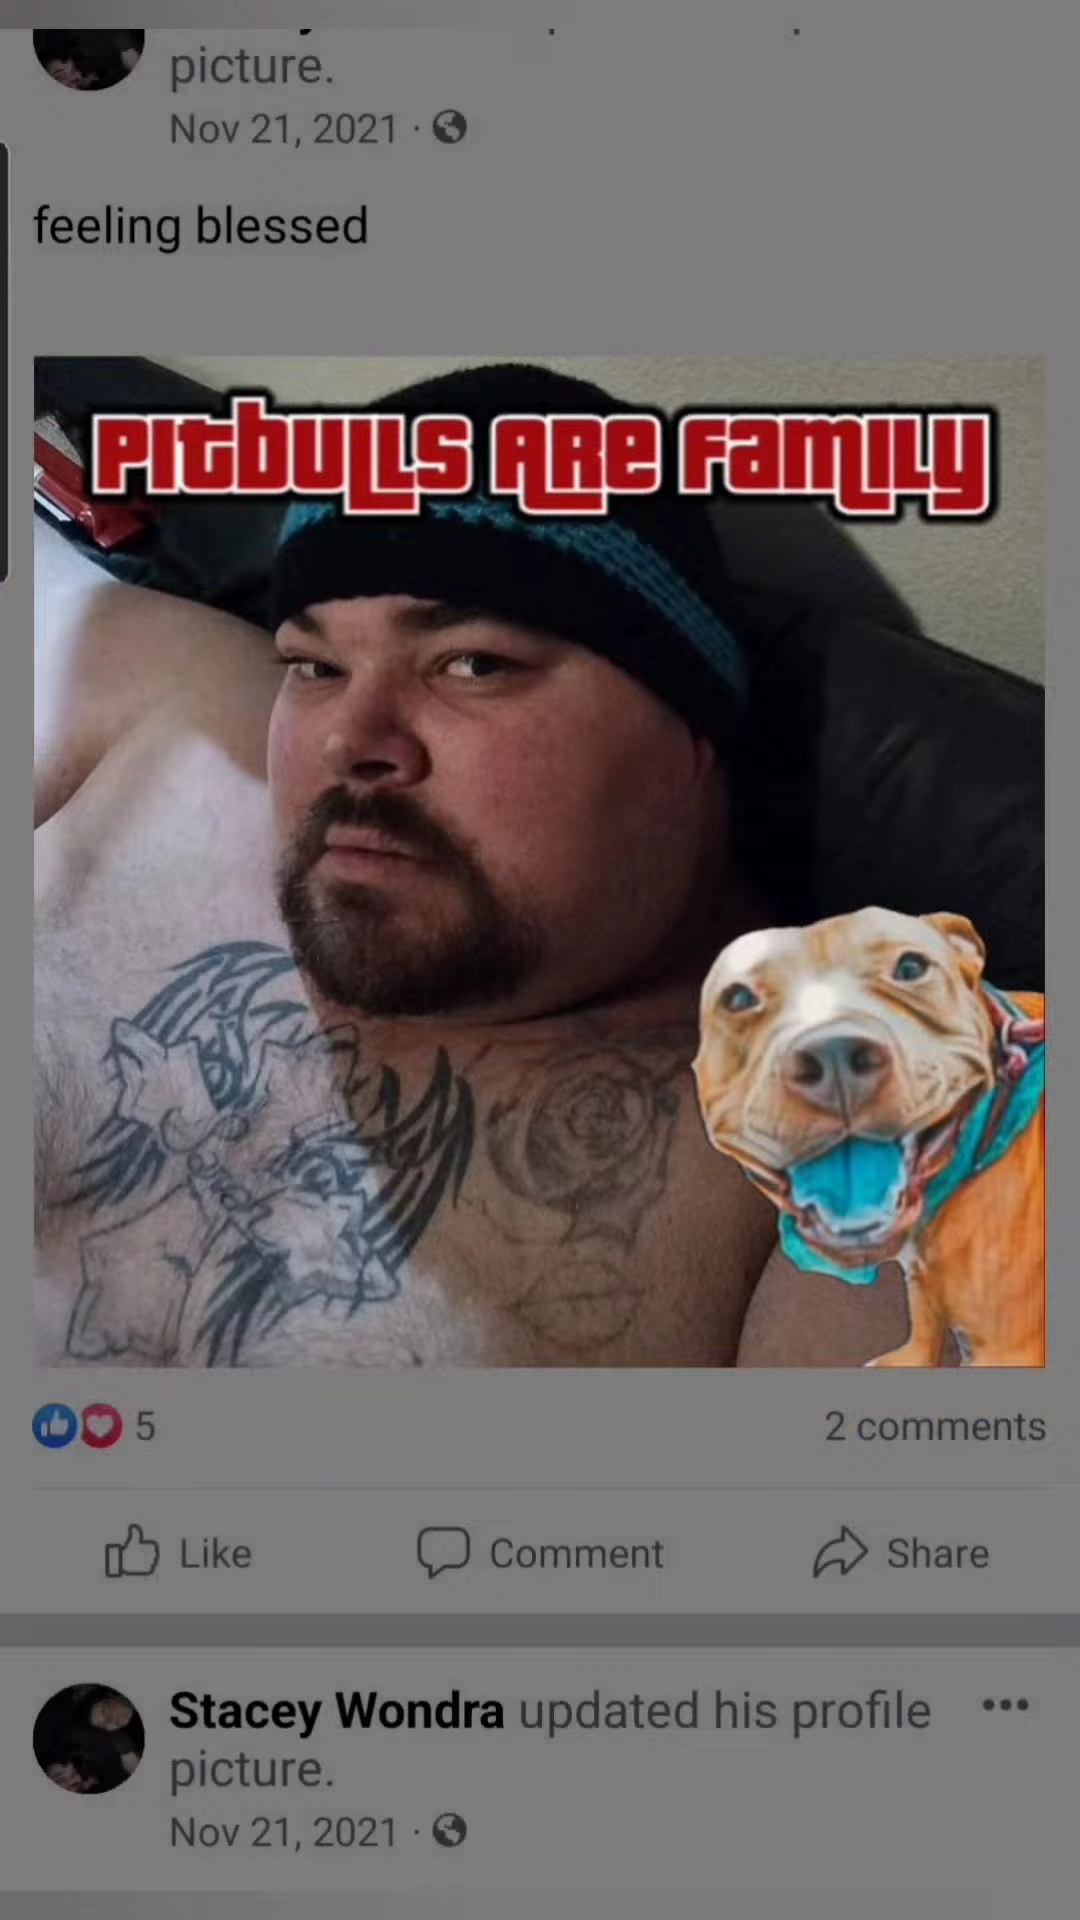 picture.
Nov 21, 2021 ·
feeling blessed
PITBULLS ARE FAMILY
5
2 comments
Like
Comment
Share
Stacey Wondra updated his profile
picture.
Nov 21, 2021 ·